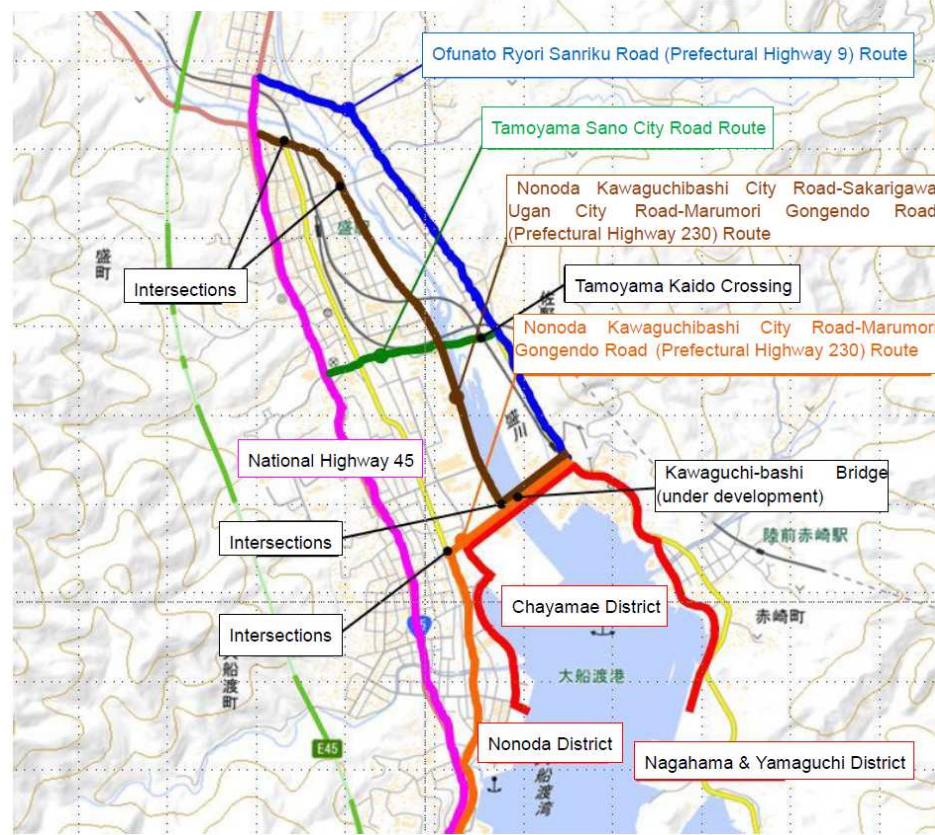 Ofunato Ryori Sanriku Road (Prefectural Highway 9) Route
Tamoyama Sano City Road Route
Nonoda Kawaguchibashi City Road-Sakarigawa
Ugan City Road-Marumori Gongendo Road
(Prefectural Highway 230) Route
盛町
Intersections
Tamoyama Kaido Crossing
Nonoda Kawaguchibashi City Road-Marumori
Gongendo Road (Prefectural Highway 230) Route
盛川
National Highway 45
Kawaguchi-bashi Bridge
(under development)
Intersections
陸前赤崎駅
Chayamae District
赤崎町
Intersections
大船渡港
船渡町
Nonoda District
E45
Nagahama & Yamaguchi District
船渡湾